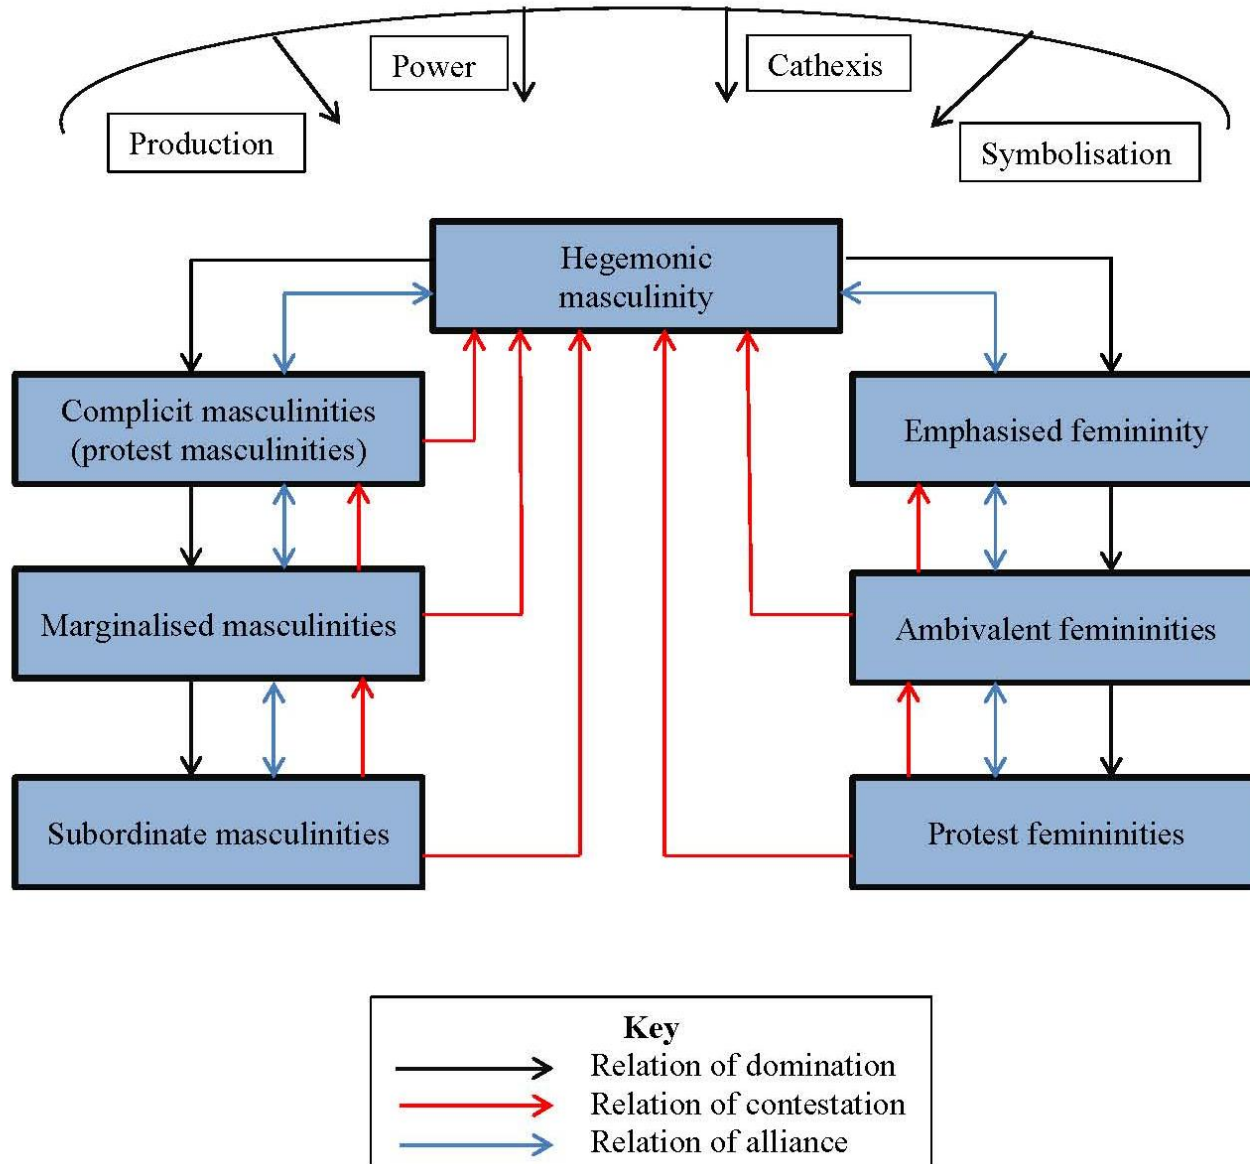 Power
Cathexis
Production
Symbolisation
Hegemonic
masculinity
Complicit masculinities
(protest masculinities)
Emphasised femininity
Marginalised masculinities
Ambivalent femininities
Subordinate masculinities
Protest femininities
Key
Relation of domination
Relation of contestation
Relation of alliance